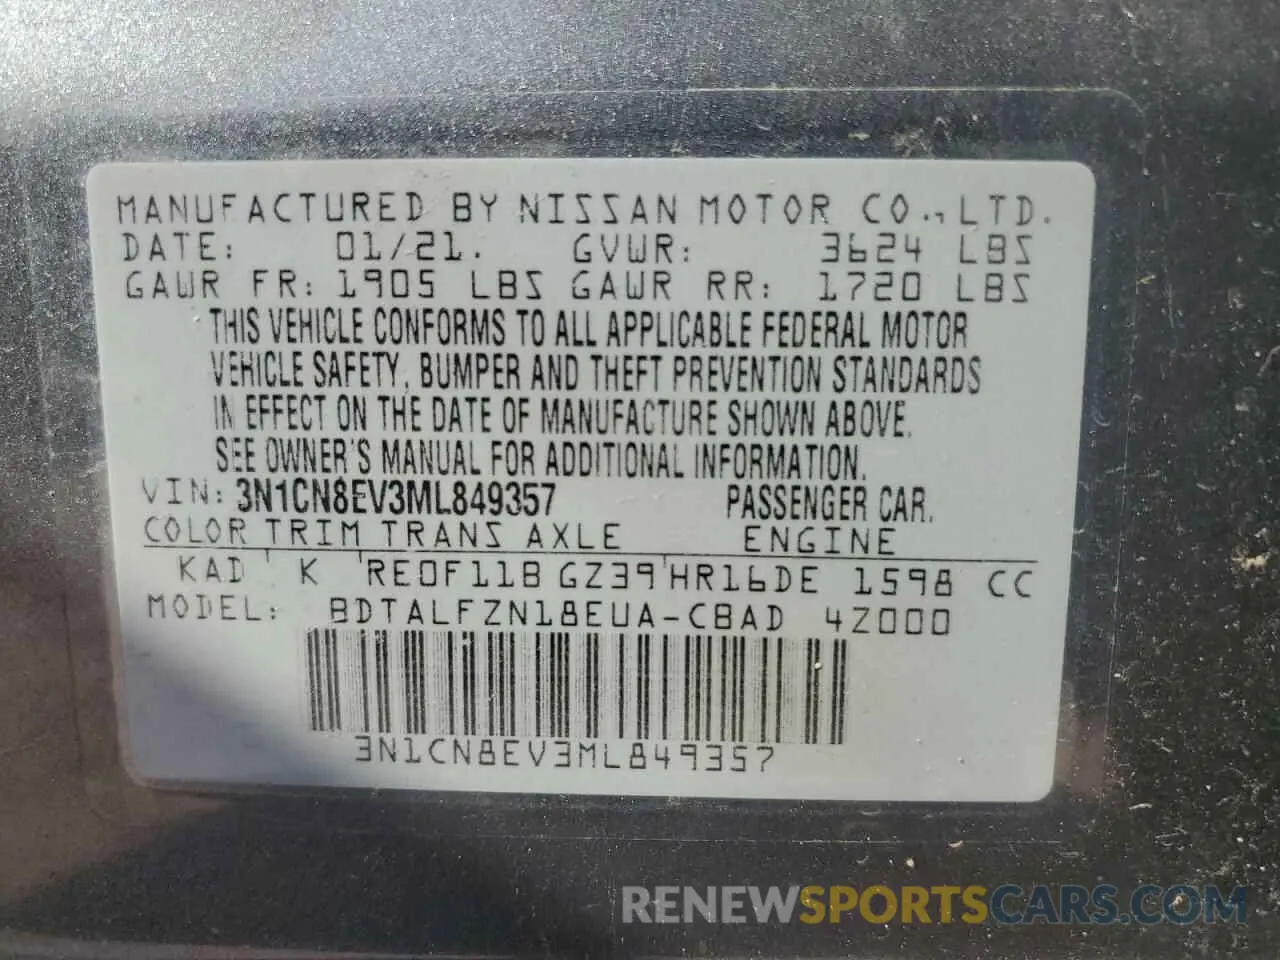 MANUFACTURED BY NISSAN MOTOR CO., LTD.
DATE: 01/21. GVWR: 3624 LBS
GAWR FR: 1905 LBS GAWR RR: 1720 LBS
THIS VEHICLE CONFORMS TO ALL APPLICABLE FEDERAL MOTOR
VEHICLE SAFETY, BUMPER AND THEFT PREVENTION STANDARDS
IN EFFECT ON THE DATE OF MANUFACTURE SHOWN ABOVE.
SEE OWNER'S MANUAL FOR ADDITIONAL INFORMATION.
VIN: 3N1CN8EV3ML849357 PASSENGER CAR.
COLOR TRIM TRANS AXLE ENGINE
KAD K RE0F11B GZ39 HR16DE 1598 CC
MODEL: BDTALFZN18EUA-CBAD 4Z000
3N1CN8EV3ML849357
RENEWSPORTSCARS.COM